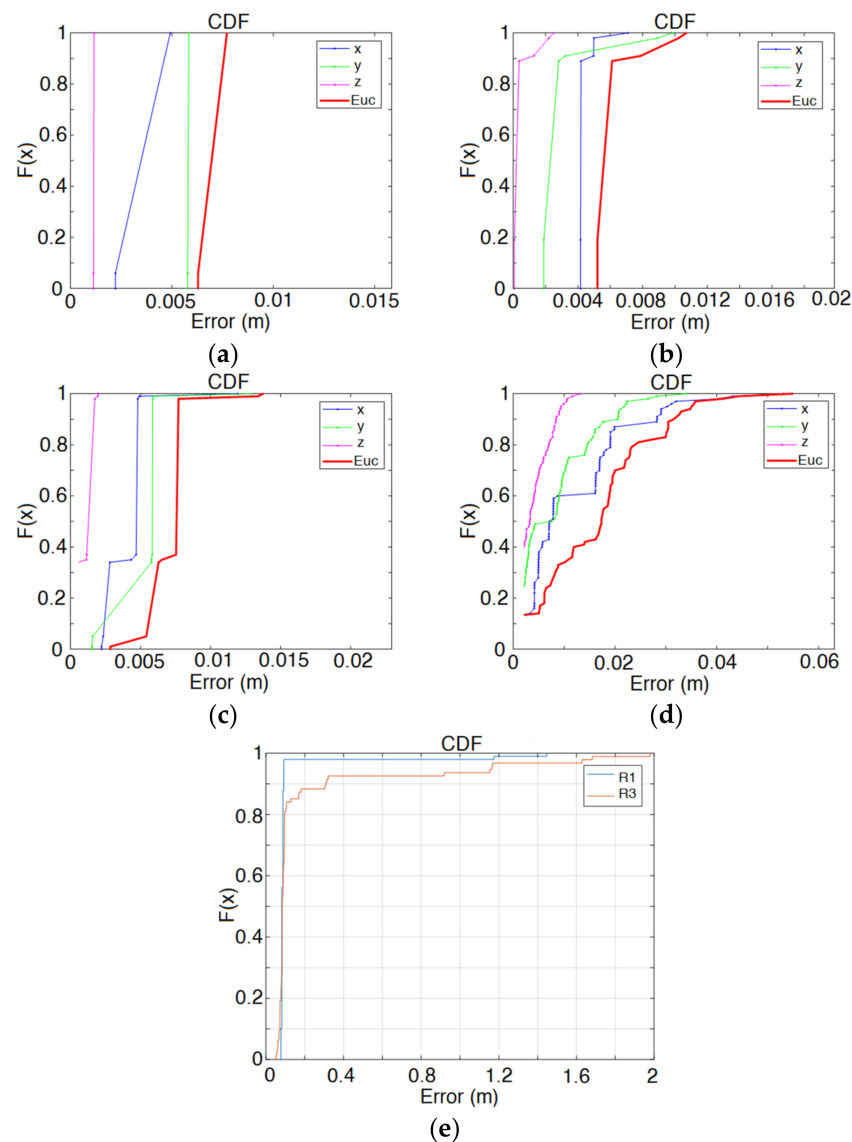 CDF
CDF
1
0.8
0.6
0.4
0.2
0
F(x)
x
y
z
Euc
0
0.005
0.01
0.015
Error (m)
(a)
1
0.8
0.6
0.4
0.2
0
F(x)
x
y
z
Euc
0
0.004
0.008
0.012
0.016
0.02
Error (m)
(b)
CDF
CDF
1
0.8
0.6
0.4
0.2
0
F(x)
x
y
z
Euc
0
0.005
0.01
0.015
0.02
Error (m)
(c)
1
0.8
0.6
0.4
0.2
0
F(x)
x
y
z
Euc
0
0.02
0.04
0.06
Error (m)
(d)
CDF
1
0.8
0.6
0.4
0.2
0
F(x)
R1
R3
0
0.4
0.8
1.2
1.6
2
Error (m)
(e)